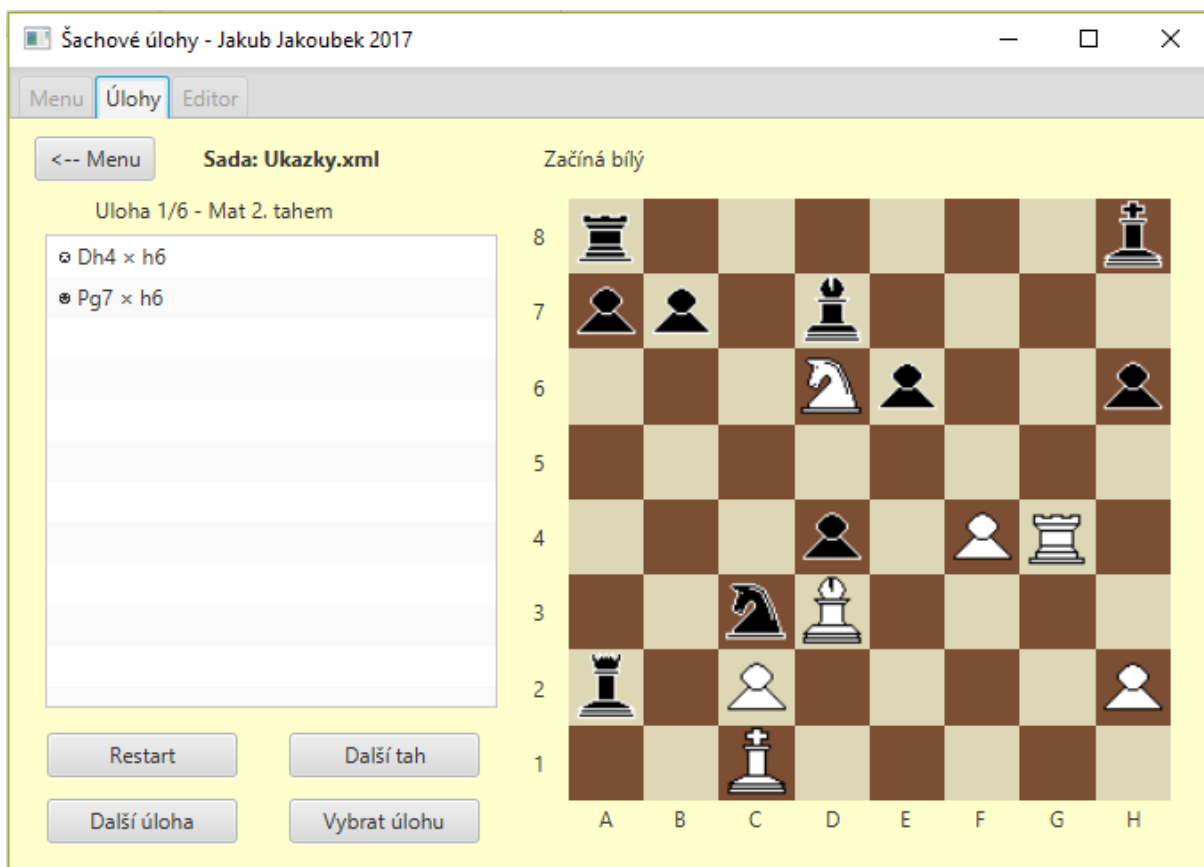 Šachové úlohy - Jakub Jakoubek 2017
Menu Úlohy Editor
<-- Menu Sada: Ukazky.xml Začíná bílý
Uloha 1/6 - Mat 2. tahem
Dh4 × h6
Pg7 × h6
8
7
6
5
4
3
2
1
A B C D E F G H
Restart Další tah
Další úloha Vybrat úlohu